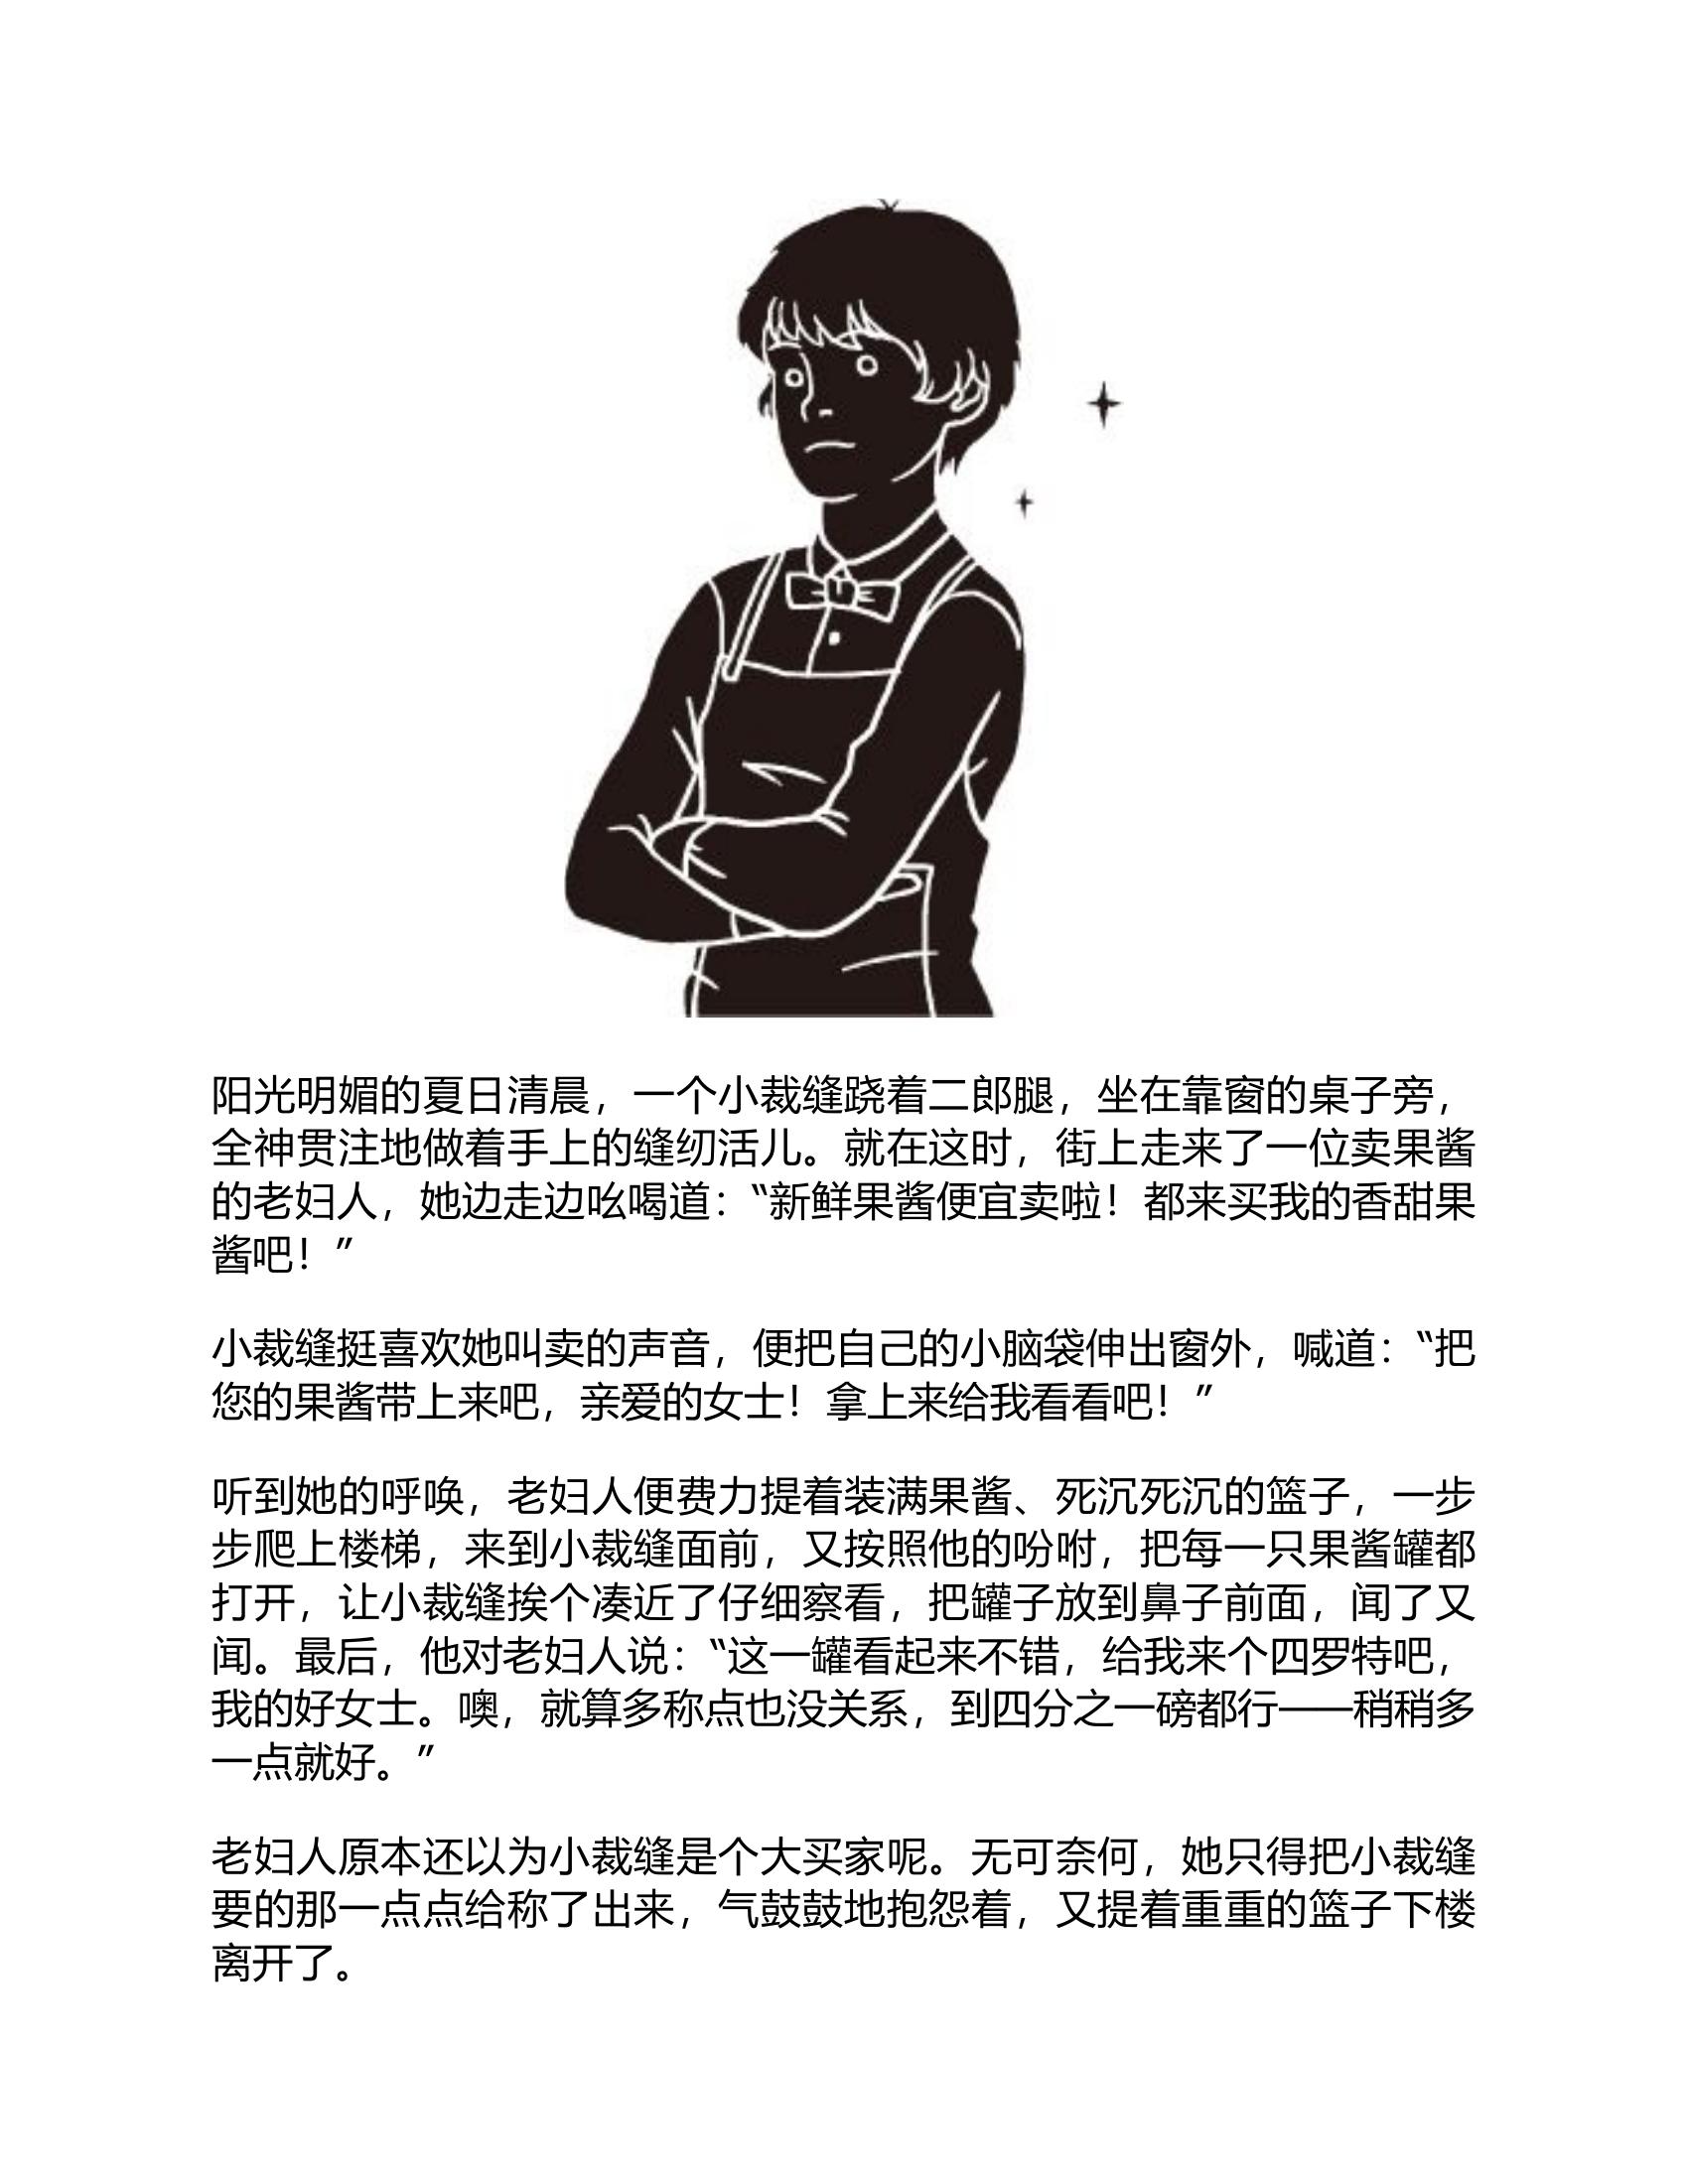 阳光明媚的夏日清晨，一个小裁缝跷着二郎腿，坐在靠窗的桌子旁，
全神贯注地做着手上的缝纫活儿。就在这时，街上走来了一位卖果酱
的老妇人，她边走边吆喝道：“新鲜果酱便宜卖啦！都来买我的香甜果
酱吧！”
小裁缝挺喜欢她叫卖的声音，便把自己的小脑袋伸出窗外，喊道：“把
您的果酱带上来吧，亲爱的女士！拿上来给我看看吧！”
听到她的呼唤，老妇人便费力提着装满果酱、死沉死沉的篮子，一步
步爬上楼梯，来到小裁缝面前，又按照他的吩咐，把每一只果酱罐都
打开，让小裁缝挨个凑近了仔细察看，把罐子放到鼻子前面，闻了又
闻。最后，他对老妇人说：“这一罐看起来不错，给我来个四罗特吧，
我的好女士。噢，就算多称点也没关系，到四分之一磅都行——稍稍多
一点就好。”
老妇人原本还以为小裁缝是个大买家呢。无可奈何，她只得把小裁缝
要的那一点点给称了出来，气鼓鼓地抱怨着，又提着重重的篮子下楼
离开了。